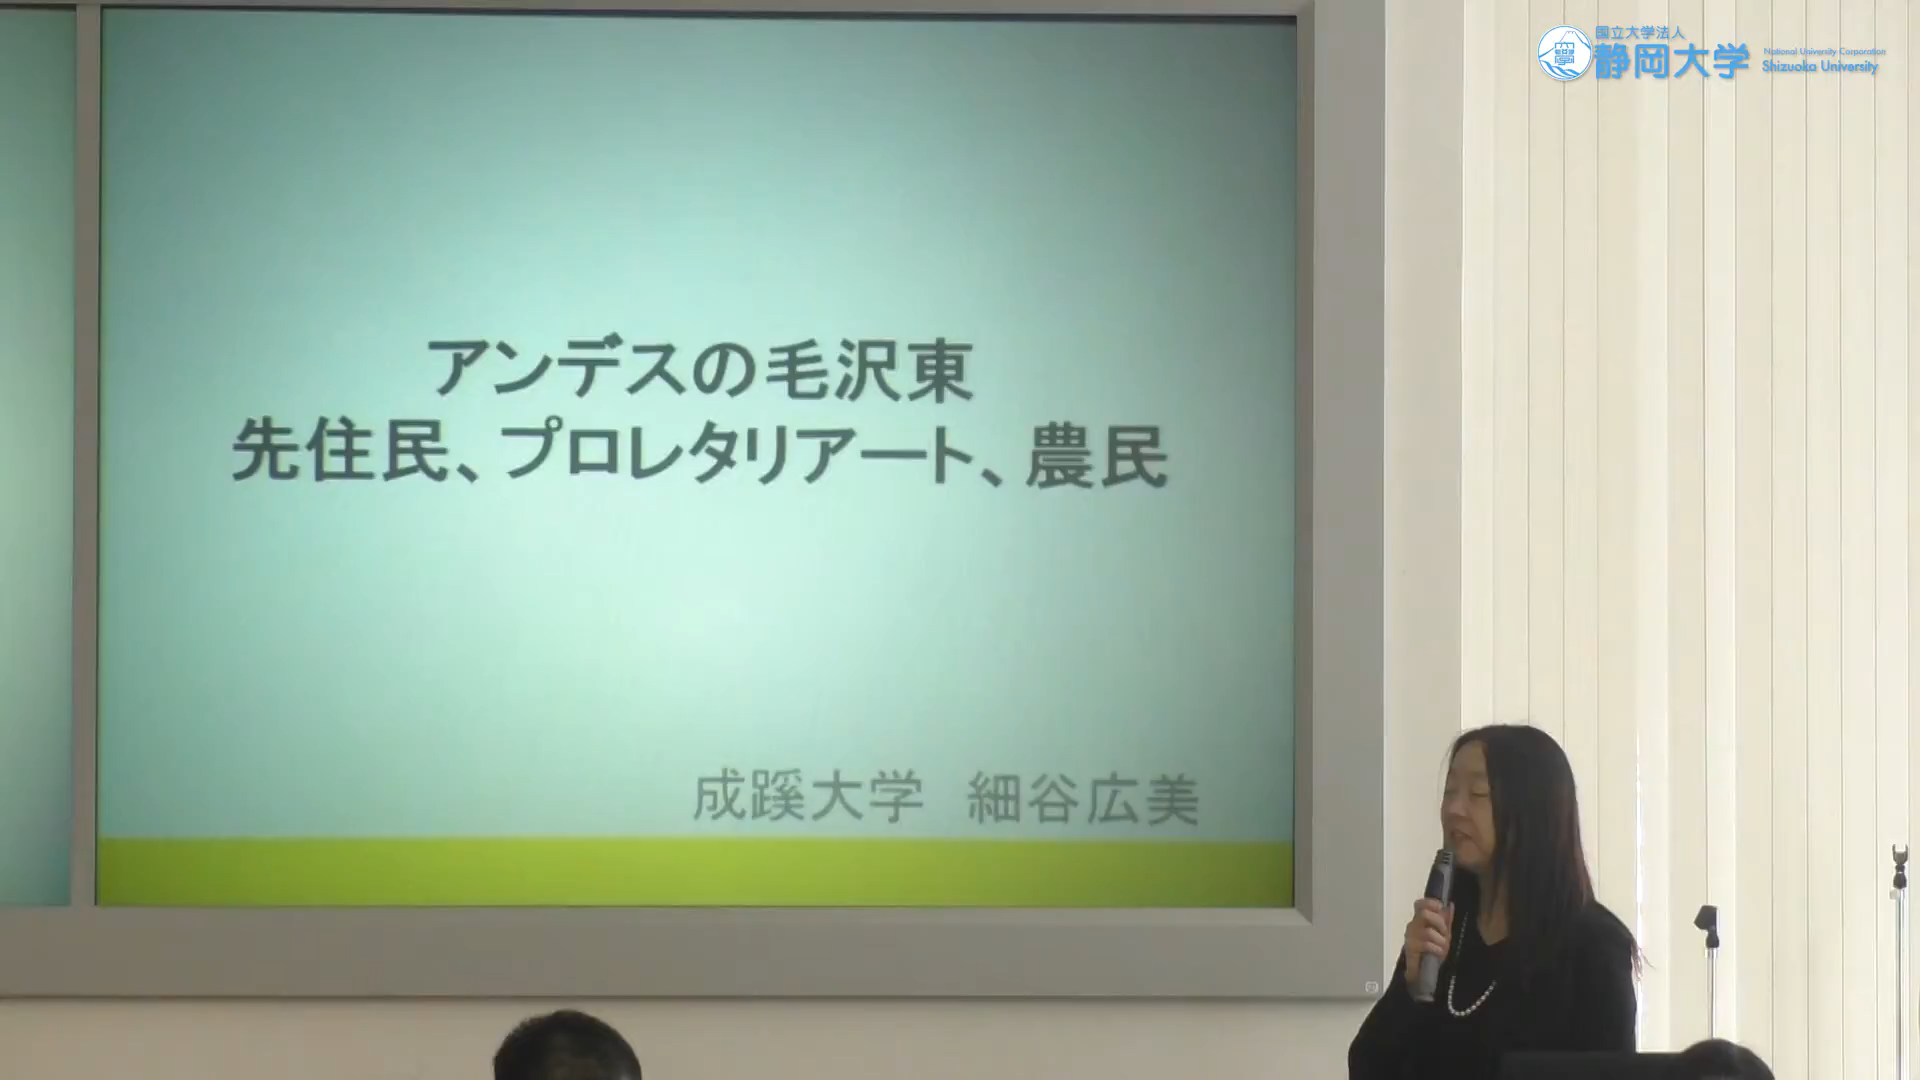 国立大学法人
静岡大学
National University Corporation
Shizuoka University
アンデスの毛沢東
先住民、プロレタリアート、農民
成蹊大学 細谷広美